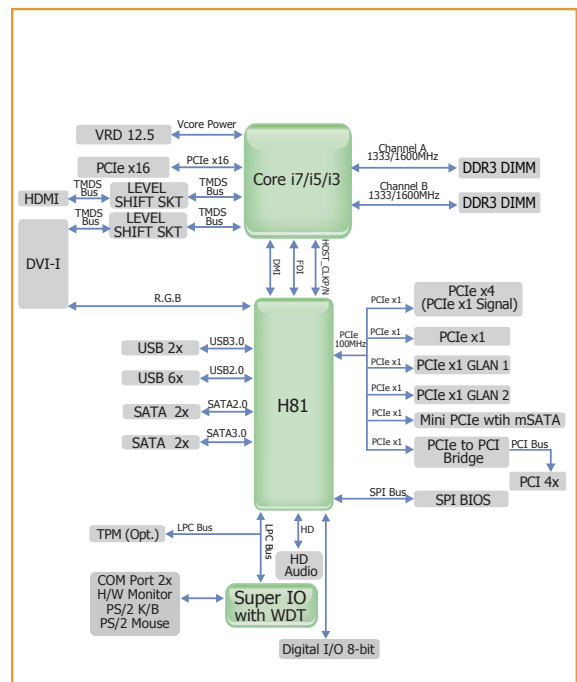 Vcore Power
VRD 12.5
PCIe x16
PCIe x16
Core i7/i5/i3
Channel A
1333/1600MHz
DDR3 DIMM
Channel B
1333/1600MHz
DDR3 DIMM
HDMI
TMDS
Bus
LEVEL
SHIFT SKT
TMDS
Bus
TMDS
Bus
LEVEL
SHIFT SKT
TMDS
Bus
DVI-I
DMI
FDI
HOST_CLKP/N
R.G.B
H81
USB 2x
USB3.0
USB 6x
USB2.0
SATA 2x
SATA2.0
SATA 2x
SATA3.0
PCIe
100MHz
PCIe x1
PCIe x4
(PCIe x1 Signal)
PCIe x1
PCIe x1
PCIe x1
PCIe x1 GLAN 1
PCIe x1
PCIe x1 GLAN 2
Mini PCIe wtih mSATA
PCIe x1
PCIe to PCI
Bridge
PCI Bus
PCI 4x
SPI Bus
SPI BIOS
TPM (Opt.)
LPC Bus
LPC Bus
HD
HD
Audio
COM Port 2x
H/W Monitor
PS/2 K/B
PS/2 Mouse
Super IO
with WDT
Digital I/O 8-bit